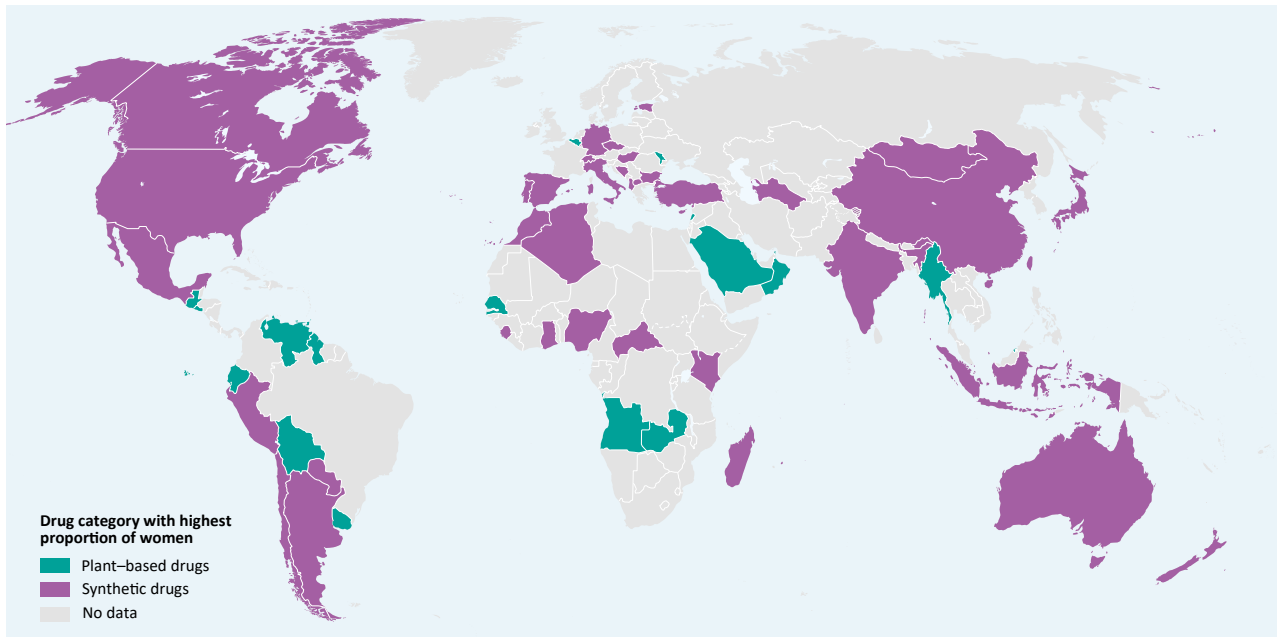 Drug category with highest
proportion of women
Plant–based drugs
Synthetic drugs
No data